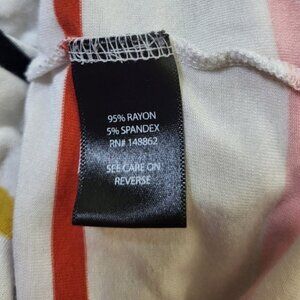 95% RAYON
5% SPANDEX
RN# 148862
SEE CARE ON
REVERSE